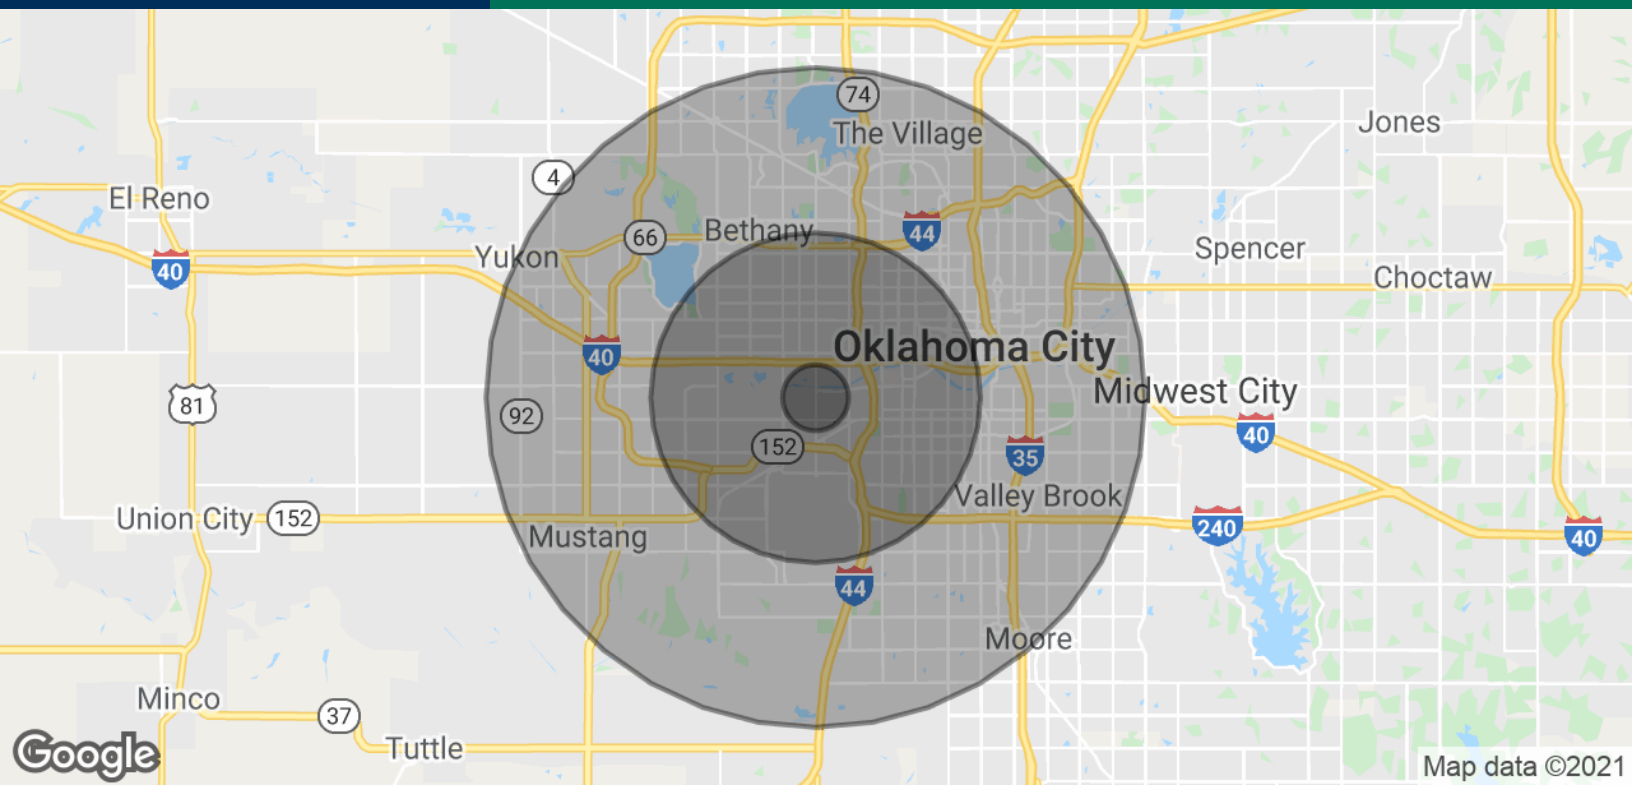 74
The Village
Jones
4
El Reno
66
Bethany
44
Yukon
Spencer
40
Choctaw
Oklahoma City
40
Midwest City
81
92
40
152
35
Valley Brook
Union City
152
240
Mustang
40
44
Moore
Minco
37
Tuttle
Google
Map data ©2021